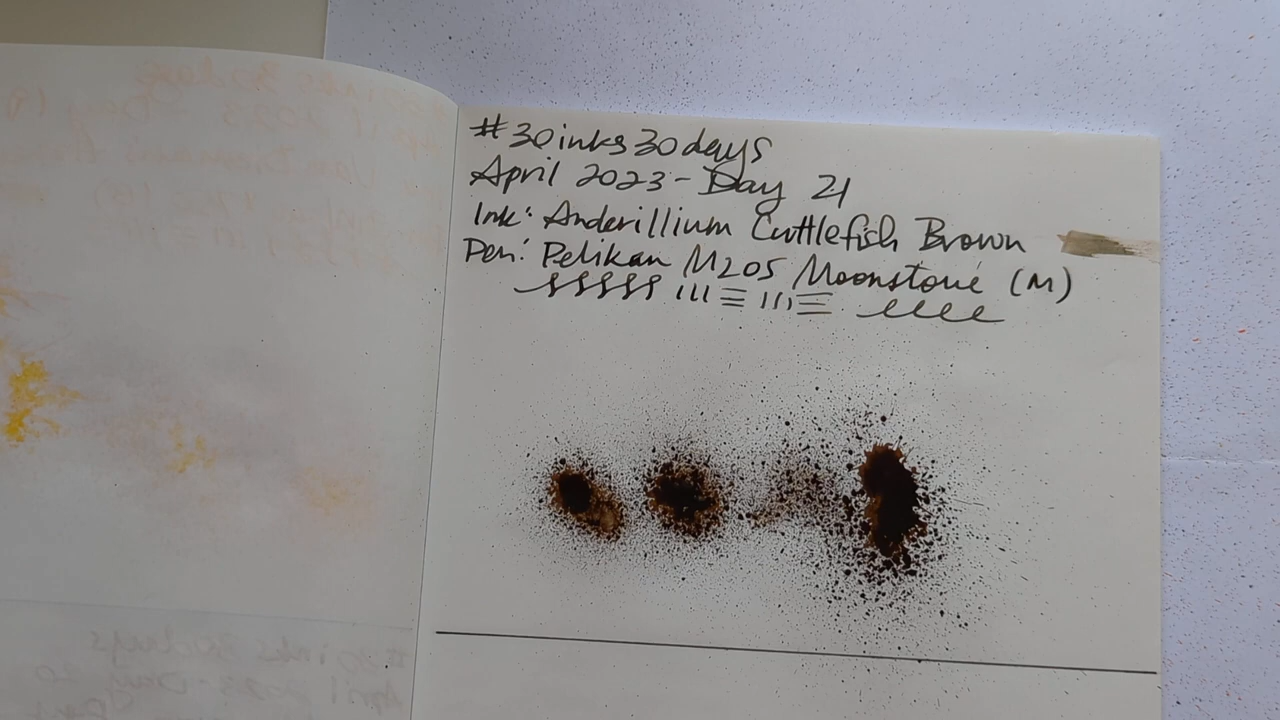 #30inks30days
April 2023 - Day 21
Ink: Anderillium Cuttlefish Brown
Pen: Pelikan M205 Moonstone (M)